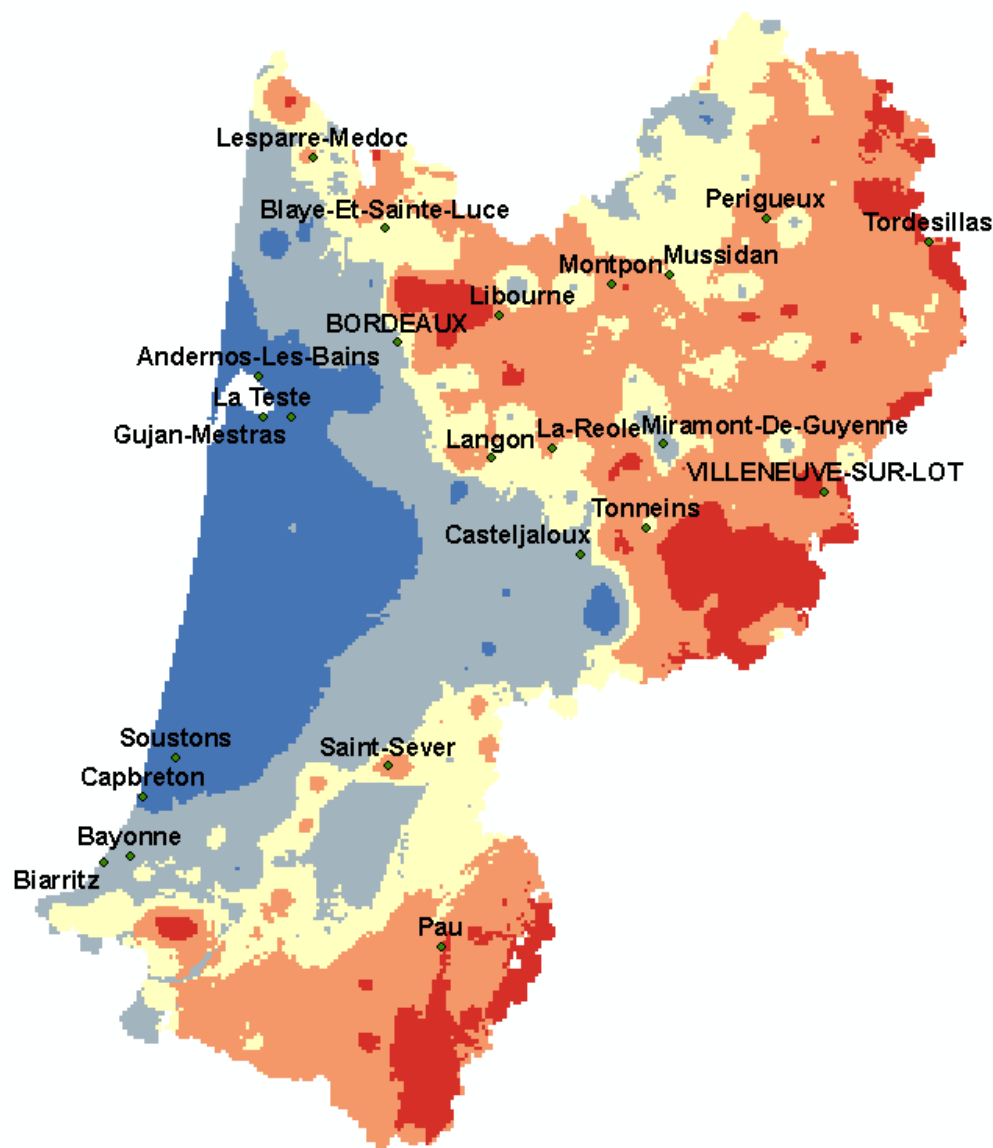 Lesparre-Medoc
Blaye-Et-Sainte-Luce
Perigueux
Tordesillas
Mussidan
Montpon
Libourne
BORDEAUX
Andernos-Les-Bains
La Teste
Gujan-Mestras
Langon
La-Reole
Miramont-De-Guyenne
VILLENEUVE-SUR-LOT
Tonneins
Casteljaloux
Soustons
Saint-Sever
Capbreton
Bayonne
Biarritz
Pau